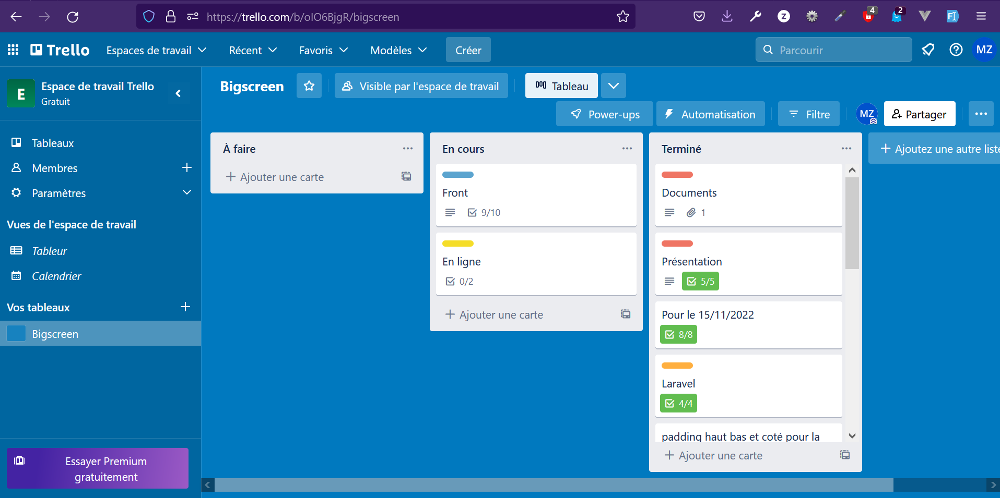 https://trello.com/b/oIO6BjgR/bigscreen
Z
4
2
F
Trello
Espaces de travail
Récent
Favoris
Modèles
Créer
Parcourir
MZ
E
Espace de travail Trello
Gratuit
Tableaux
Membres
Paramètres
Vues de l'espace de travail
Tableur
Calendrier
Vos tableaux
Bigscreen
Essayer Premium
gratuitement
Bigscreen
Visible par l'espace de travail
Tableau
Power-ups
Automatisation
Filtre
MZ
Partager
À faire
Ajouter une carte
En cours
Front
9/10
En ligne
0/2
Ajouter une carte
Terminé
Documents
1
Présentation
5/5
Pour le 15/11/2022
8/8
Laravel
4/4
padding haut bas et coté pour la
Ajouter une carte
Ajoutez une autre liste